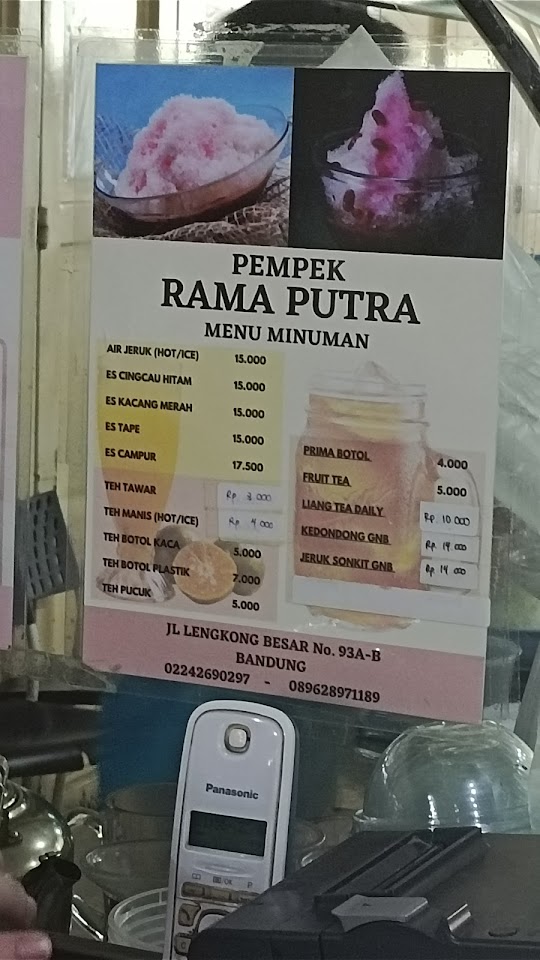 PEMPEK
RAMA PUTRA
MENU MINUMAN
AIR JERUK (HOT/ICE) 15.000
ES CINGCAU HITAM 15.000
ES KACANG MERAH 15.000
ES TAPE 15.000
ES CAMPUR 17.500
TEH TAWAR Rp. 3.000
TEH MANIS (HOT/ICE) Rp. 4.000
TEH BOTOL KACA 5.000
TEH BOTOL PLASTIK 7.000
TEH PUCUK 5.000
PRIMA BOTOL 4.000
FRUIT TEA 5.000
LIANG TEA DAILY Rp. 10.000
KEDONDONG GNB Rp. 14.000
JERUK SONKIT GNB Rp. 14.000
JL LENGKONG BESAR No. 93A-B
BANDUNG
02242690297 - 089628971189
Panasonic